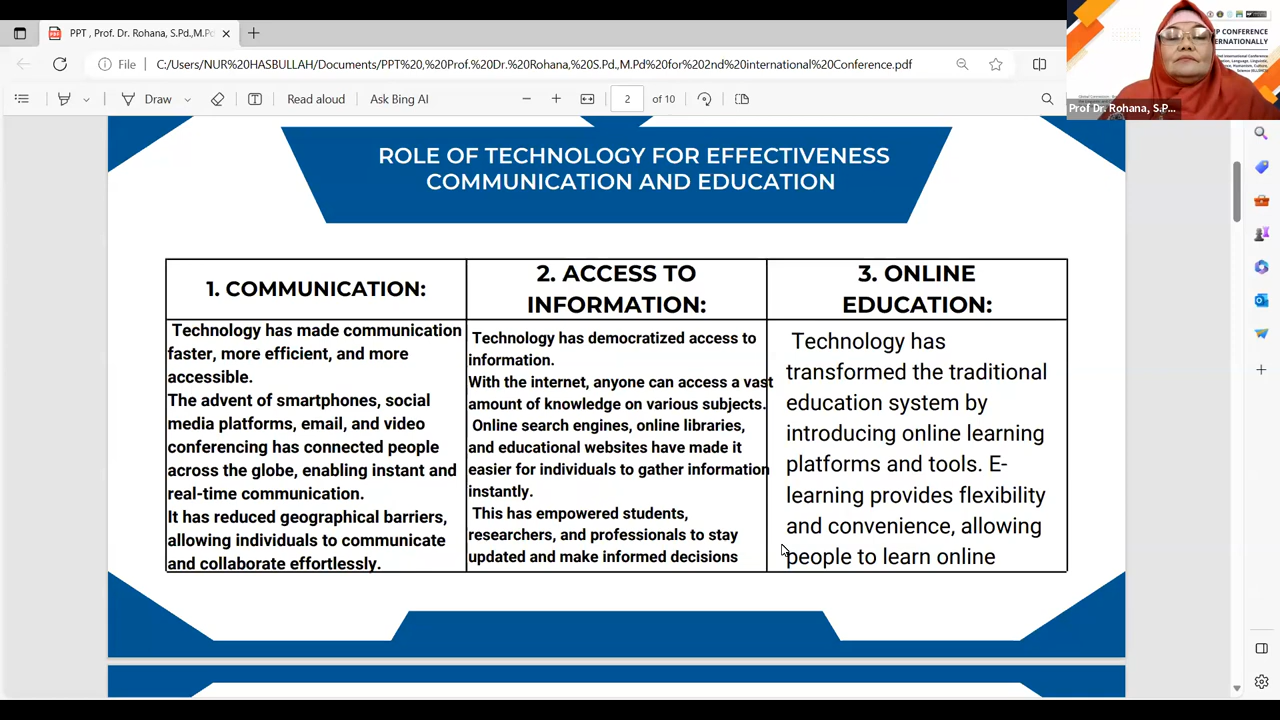 PPT , Prof. Dr. Rohana, S.Pd.,M.Pd.
File
C:/Users/NUR%20HASBULLAH/Documents/PPT%20,%20Prof.%20Dr.%20Rohana,%20S.Pd.,M.Pd%20for%202nd%20international%20Conference.pdf
Draw
Read aloud
Ask Bing AI
2
of 10
P CONFERENCE
TERNATIONALLY
Prof Dr. Rohana, S.P...
ROLE OF TECHNOLOGY FOR EFFECTIVENESS
COMMUNICATION AND EDUCATION
1. COMMUNICATION:
Technology has made communication
faster, more efficient, and more
accessible.
The advent of smartphones, social
media platforms, email, and video
conferencing has connected people
across the globe, enabling instant and
real-time communication.
It has reduced geographical barriers,
allowing individuals to communicate
and collaborate effortlessly.
2. ACCESS TO
INFORMATION:
Technology has democratized access to
information.
With the internet, anyone can access a vast
amount of knowledge on various subjects.
Online search engines, online libraries,
and educational websites have made it
easier for individuals to gather information
instantly.
This has empowered students,
researchers, and professionals to stay
updated and make informed decisions
3. ONLINE
EDUCATION:
Technology has
transformed the traditional
education system by
introducing online learning
platforms and tools. E-
learning provides flexibility
and convenience, allowing
people to learn online